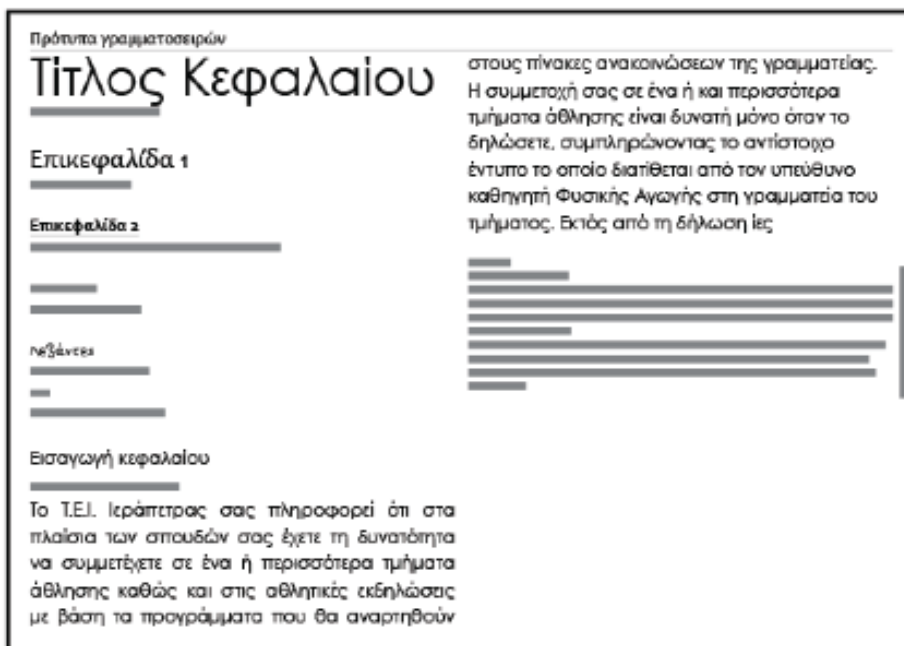 Πρότυπα γραμματοσειρών
Τίτλος Κεφαλαίου
Επικεφαλίδα 1
Επικεφαλίδα 2
Λεζάντες
Εισαγωγή κεφαλαίου
Το Τ.Ε.Ι. Ιεράπετρας σας πληροφορεί ότι στα
πλαίσια των σπουδών σας έχετε τη δυνατότητα
να συμμετέχετε σε ένα ή περισσότερα τμήματα
άθλησης καθώς και στις αθλητικές εκδηλώσεις
με βάση τα προγράμματα που θα αναρτηθούν
στους πίνακες ανακοινώσεων της γραμματείας.
Η συμμετοχή σας σε ένα ή και περισσότερα
τμήματα άθλησης είναι δυνατή μόνο όταν το
δηλώσετε, συμπληρώνοντας το αντίστοιχο
έντυπο το οποίο διατίθεται από τον υπεύθυνο
καθηγητή Φυσικής Αγωγής στη γραμματεία του
τμήματος. Εκτός από τη δήλωση ίες